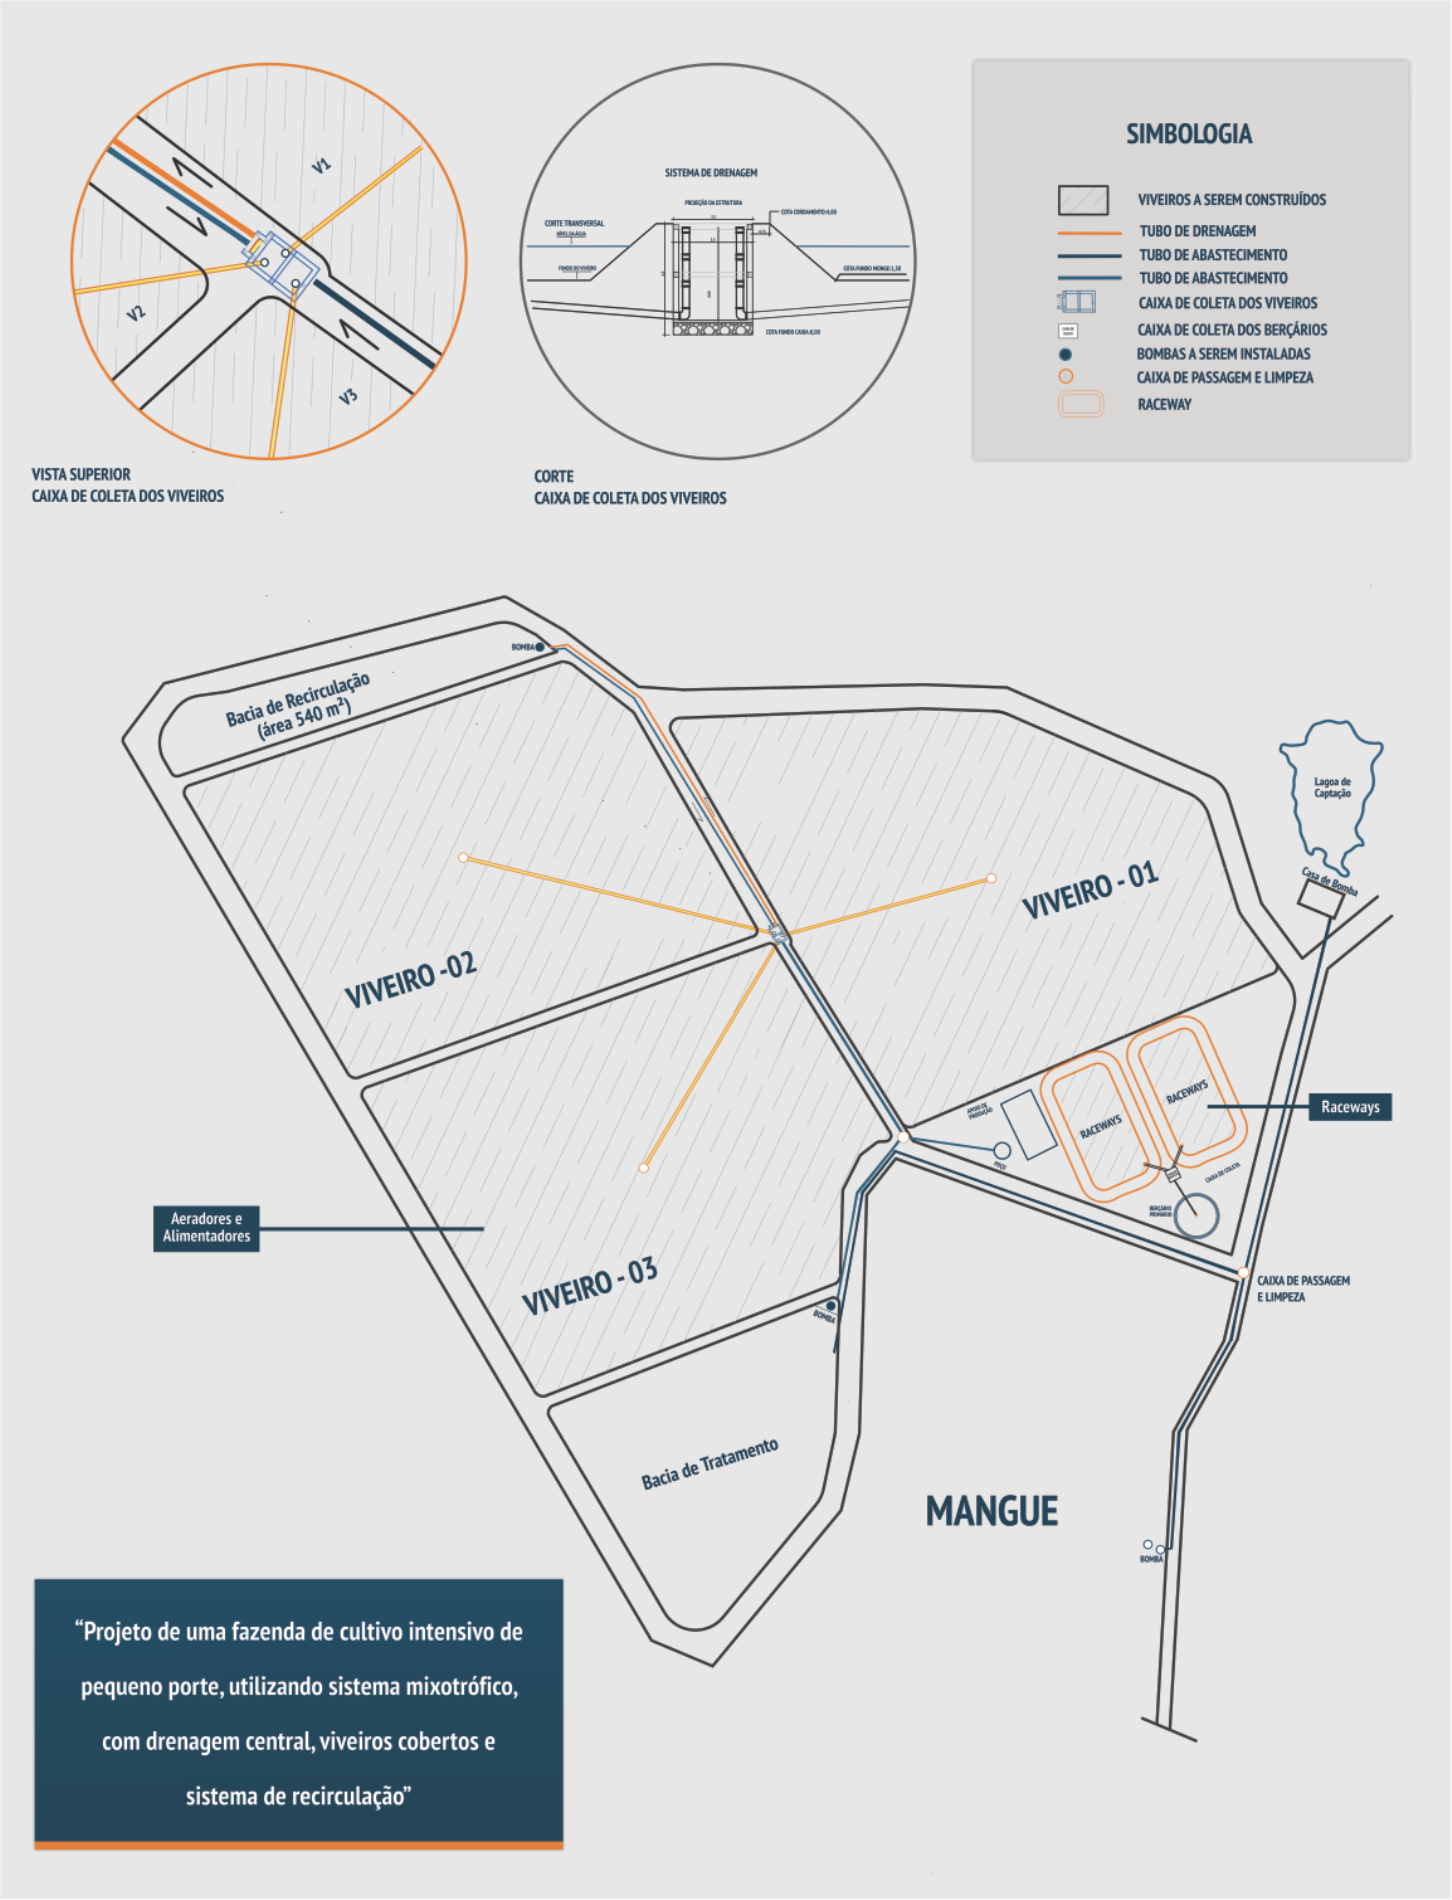 V1
V2
V3
VISTA SUPERIOR
CAIXA DE COLETA DOS VIVEIROS
SISTEMA DE DRENAGEM
PROJEÇÃO DA ESTRUTURA
CORTE TRANSVERSAL
NÍVEL DA ÁGUA
FUNDO DO VIVEIRO
COTA COROAMENTO:4,00
COTA FUNDO MONGE:1,50
COTA FUNDO CAIXA:0,00
CORTE
CAIXA DE COLETA DOS VIVEIROS
SIMBOLOGIA
VIVEIROS A SEREM CONSTRUÍDOS
TUBO DE DRENAGEM
TUBO DE ABASTECIMENTO
TUBO DE ABASTECIMENTO
CAIXA DE COLETA DOS VIVEIROS
CAIXA DE COLETA DOS BERÇÁRIOS
BOMBAS A SEREM INSTALADAS
CAIXA DE PASSAGEM E LIMPEZA
RACEWAY
BOMBA
Bacia de Recirculação
(área 540 m²)
Lagoa de
Captação
Casa de Bomba
VIVEIRO - 01
VIVEIRO -02
RACEWAYS
RACEWAYS
Raceways
APOIO DE
PRODUÇÃO
POÇO
CAIXA DE COLETA
BERÇÁRIO
PRIMÁRIO
Aeradores e
Alimentadores
VIVEIRO - 03
CAIXA DE PASSAGEM
E LIMPEZA
BOMBA
Bacia de Tratamento
MANGUE
BOMBA
“Projeto de uma fazenda de cultivo intensivo de
pequeno porte, utilizando sistema mixotrófico,
com drenagem central, viveiros cobertos e
sistema de recirculação”